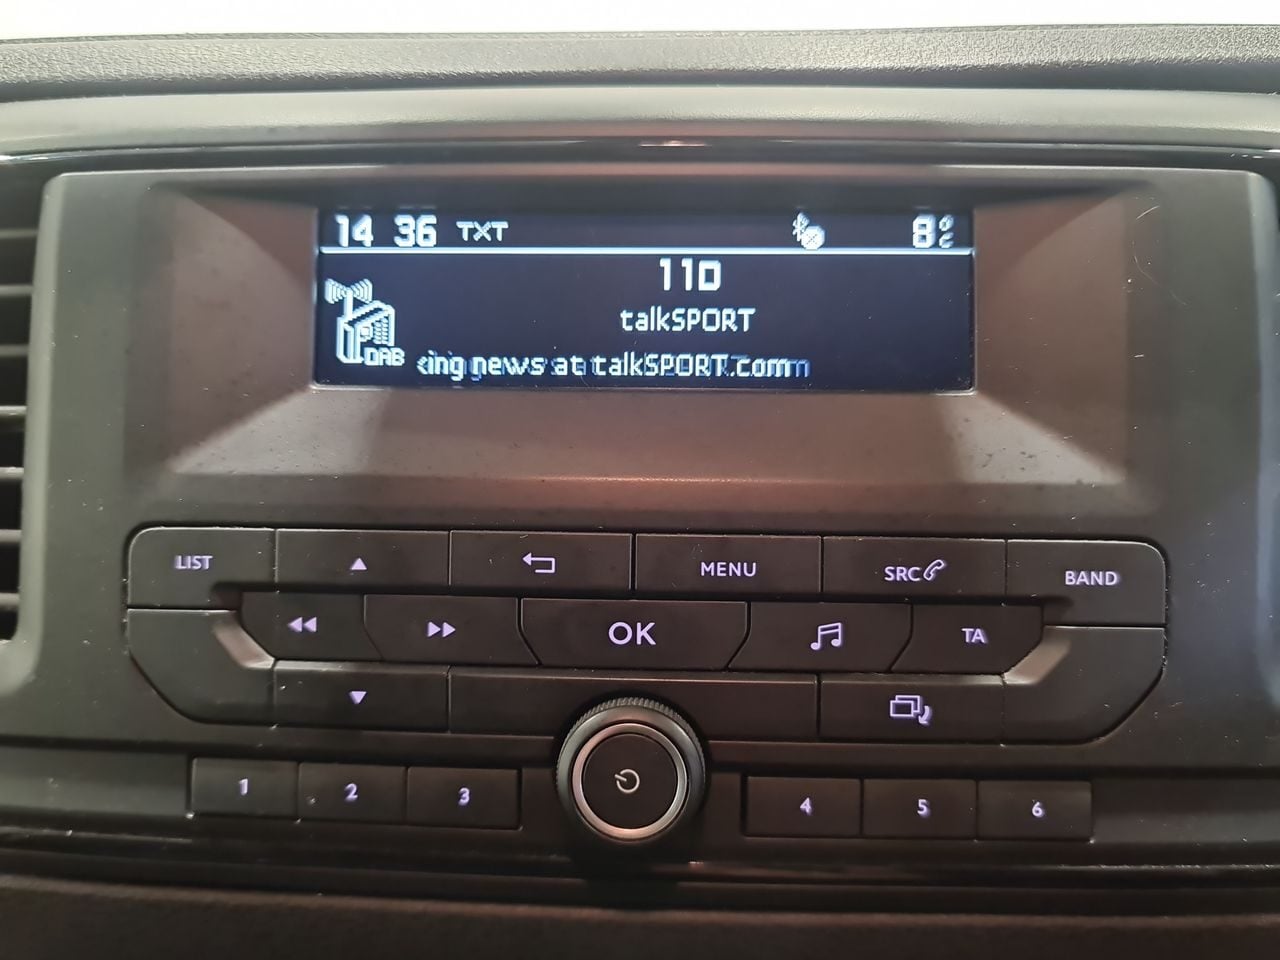 14 36 TXT 8°C
11D
talkSPORT
DAB king news at talkSPORT.com
LIST MENU SRC BAND
OK TA
1 2 3 4 5 6